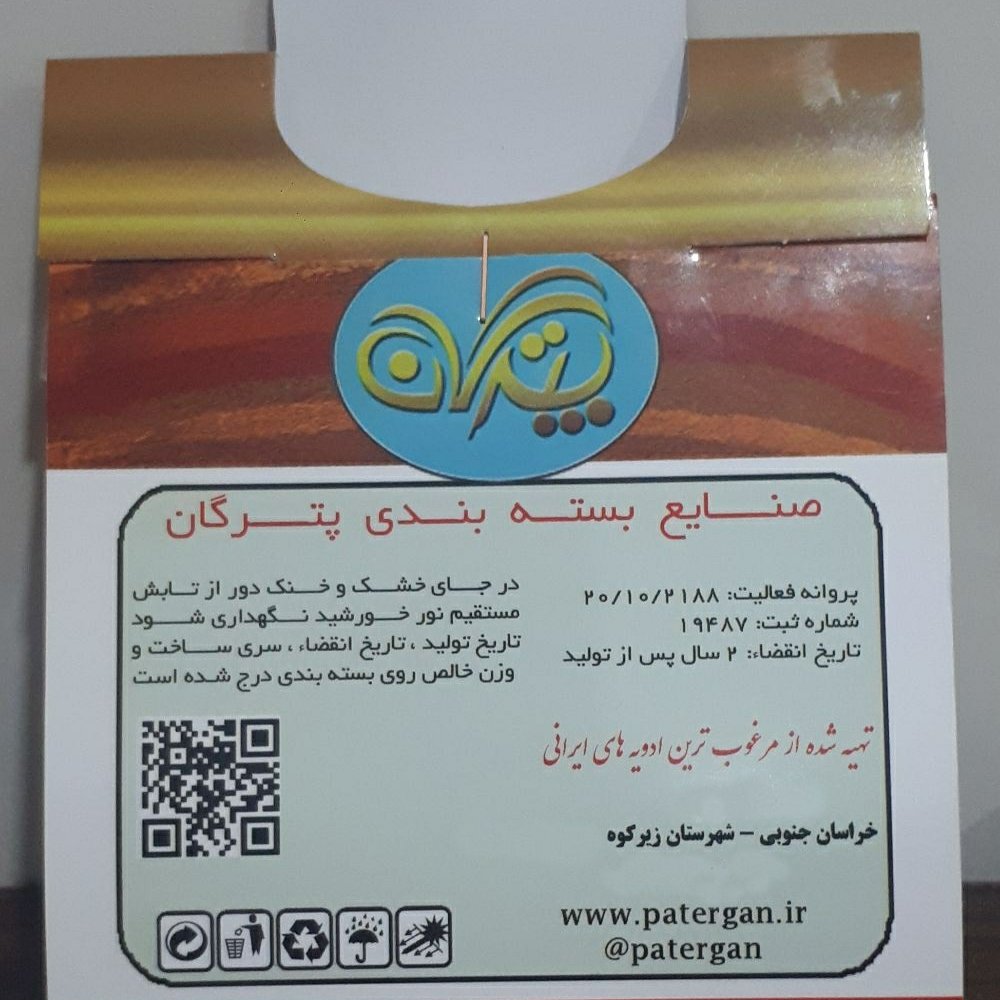 پترگان
صنایع بسته بندی پترگان
پروانه فعالیت: ۲۰/۱۰/۲۱۸۸
شماره ثبت: ۱۹۴۸۷
تاریخ انقضاء: ۲ سال پس از تولید
در جای خشک و خنک دور از تابش
مستقیم نور خورشید نگهداری شود
تاریخ تولید ، تاریخ انقضاء ، سری ساخت و
وزن خالص روی بسته بندی درج شده است
تهیه شده از مرغوب ترین ادویه های ایرانی
خراسان جنوبی – شهرستان زیرکوه
www.patergan.ir
@patergan